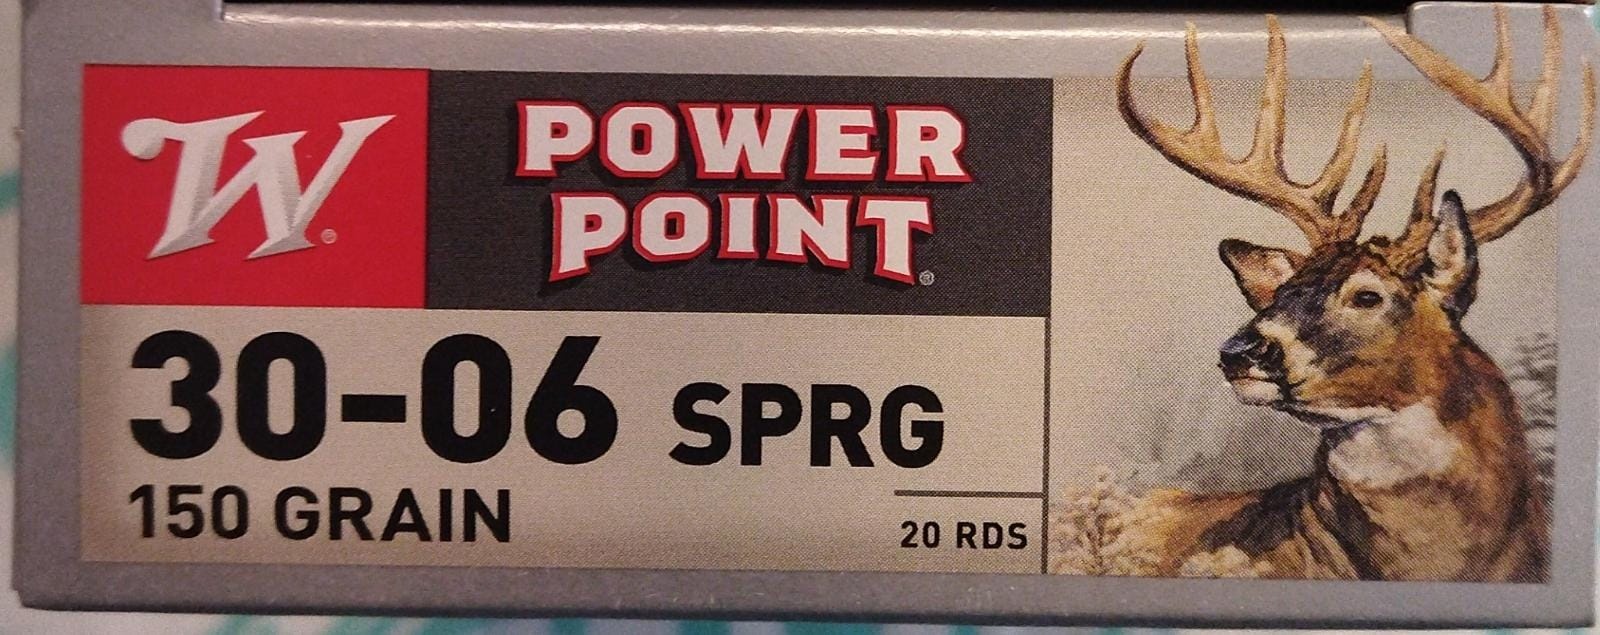 W®
POWER
POINT®
30-06 SPRG
150 GRAIN
20 RDS